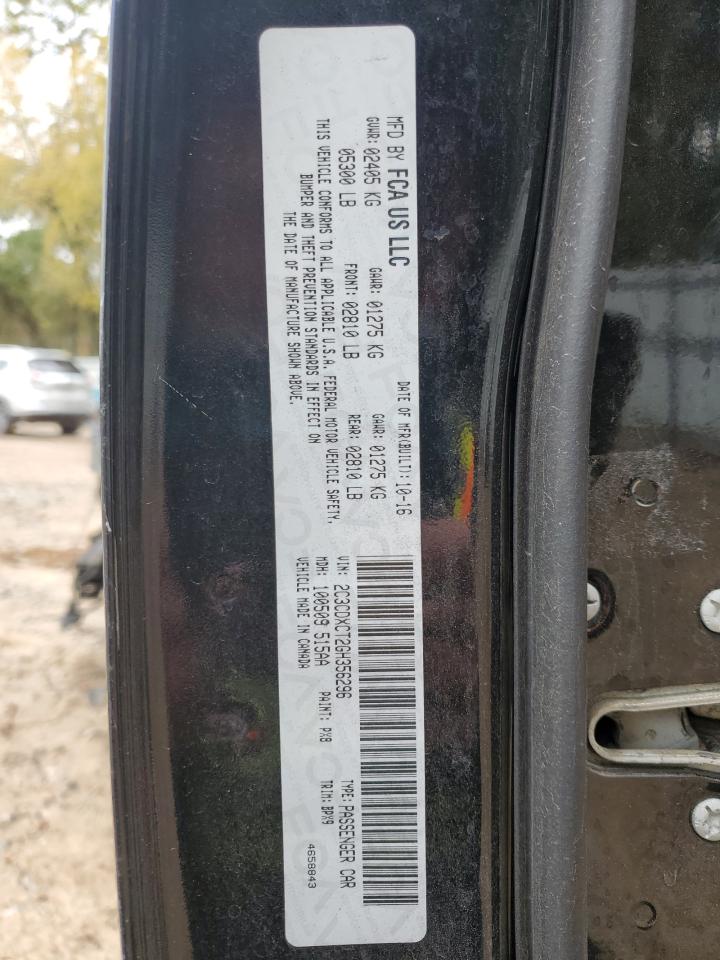 MFD BY FCA US LLC
DATE OF MFR(BUILT): 10-16
GVWR: 02405 KG GAWR: 01275 KG GAWR: 01275 KG
05300 LB FRONT: 02810 LB REAR: 02810 LB
THIS VEHICLE CONFORMS TO ALL APPLICABLE U.S.A. FEDERAL MOTOR VEHICLE SAFETY,
BUMPER AND THEFT PREVENTION STANDARDS IN EFFECT ON
THE DATE OF MANUFACTURE SHOWN ABOVE.
VIN: 2C3CDXCT2GH356296 TYPE: PASSENGER CAR
MDH: 100509 515AA PAINT: PX8 TRIM: BPX9
VEHICLE MADE IN CANADA 4658843